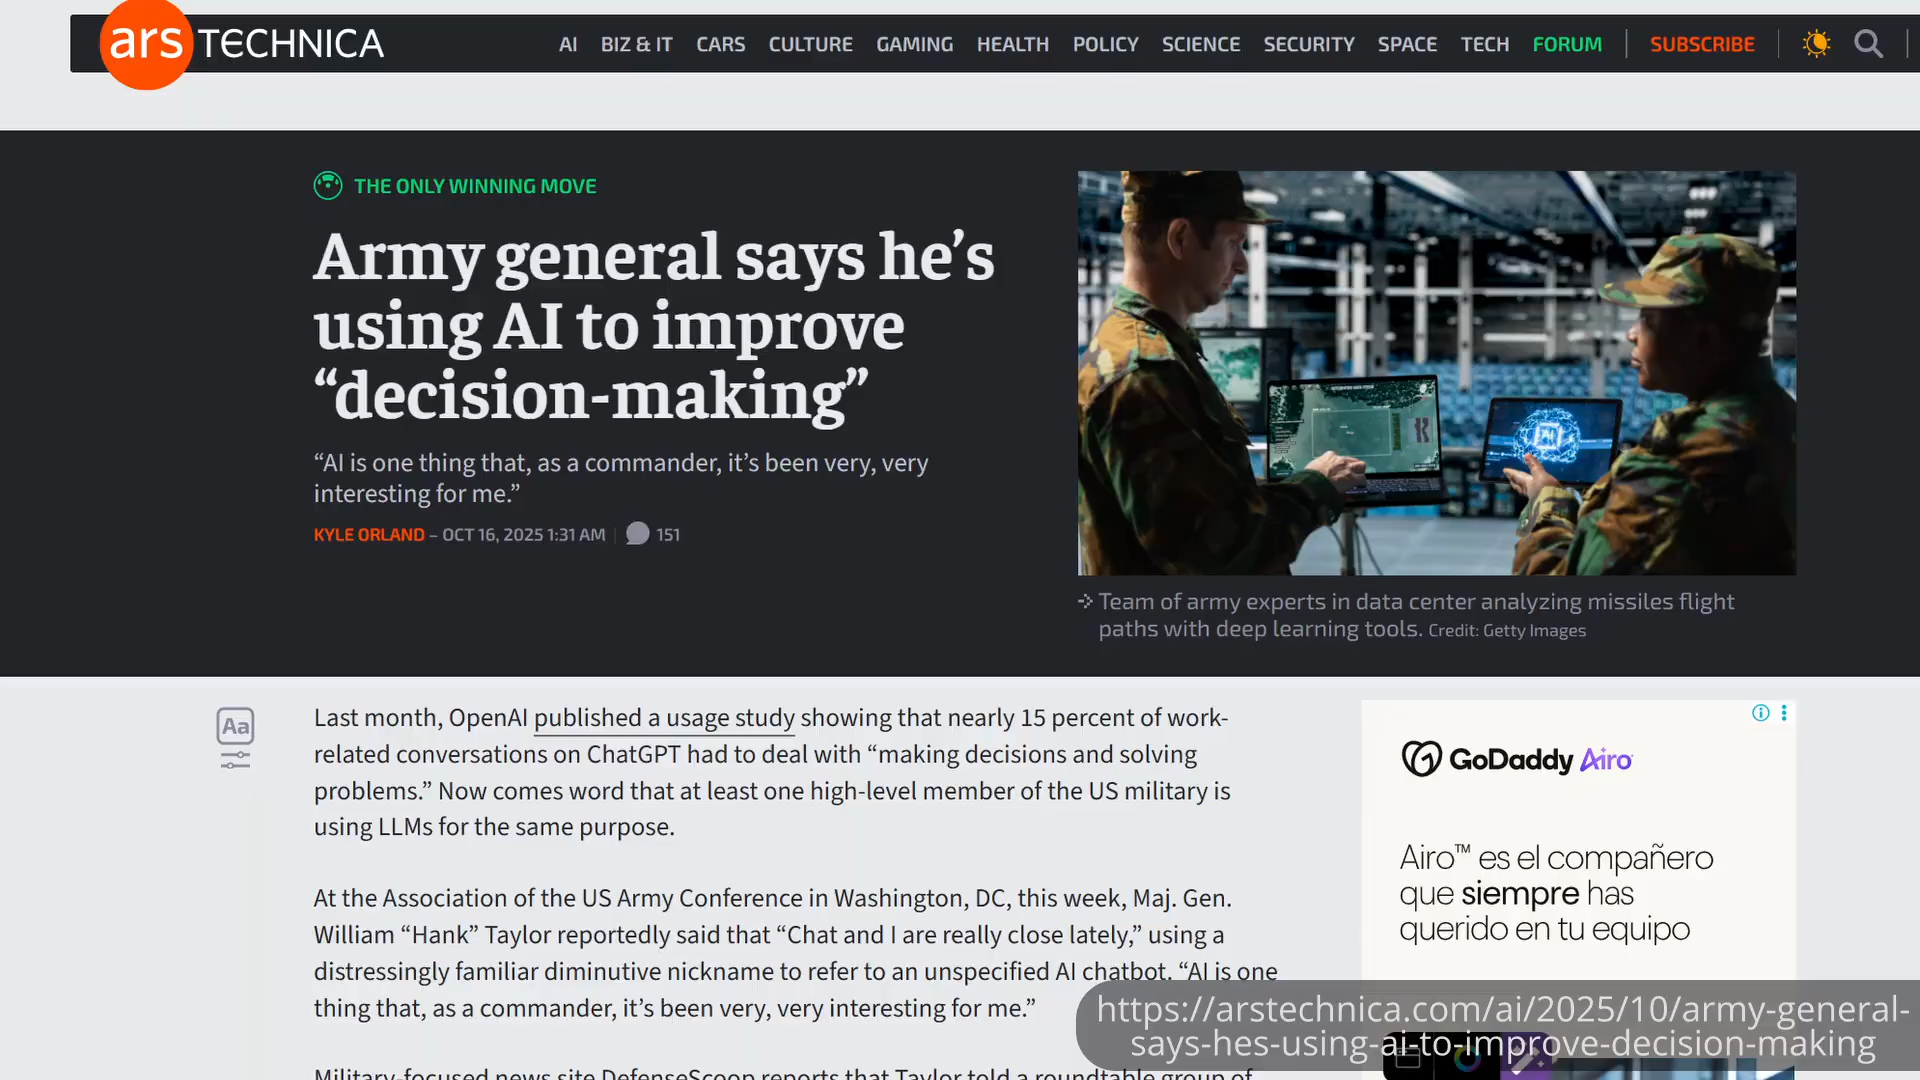 ars TECHNICA
AI BIZ & IT CARS CULTURE GAMING HEALTH POLICY SCIENCE SECURITY SPACE TECH FORUM SUBSCRIBE
THE ONLY WINNING MOVE
Army general says he’s
using AI to improve
“decision-making”
“AI is one thing that, as a commander, it’s been very, very
interesting for me.”
KYLE ORLAND – OCT 16, 2025 1:31 AM 151
AI
Team of army experts in data center analyzing missiles flight
paths with deep learning tools. Credit: Getty Images
Aa
Last month, OpenAI published a usage study showing that nearly 15 percent of work-
related conversations on ChatGPT had to deal with “making decisions and solving
problems.” Now comes word that at least one high-level member of the US military is
using LLMs for the same purpose.
At the Association of the US Army Conference in Washington, DC, this week, Maj. Gen.
William “Hank” Taylor reportedly said that “Chat and I are really close lately,” using a
distressingly familiar diminutive nickname to refer to an unspecified AI chatbot. “AI is one
thing that, as a commander, it’s been very, very interesting for me.”
Military-focused news site DefenseScoop reports that Taylor told a roundtable group of
GoDaddy Airo
Airo™ es el compañero
que siempre has
querido en tu equipo
https://arstechnica.com/ai/2025/10/army-general-
says-hes-using-ai-to-improve-decision-making